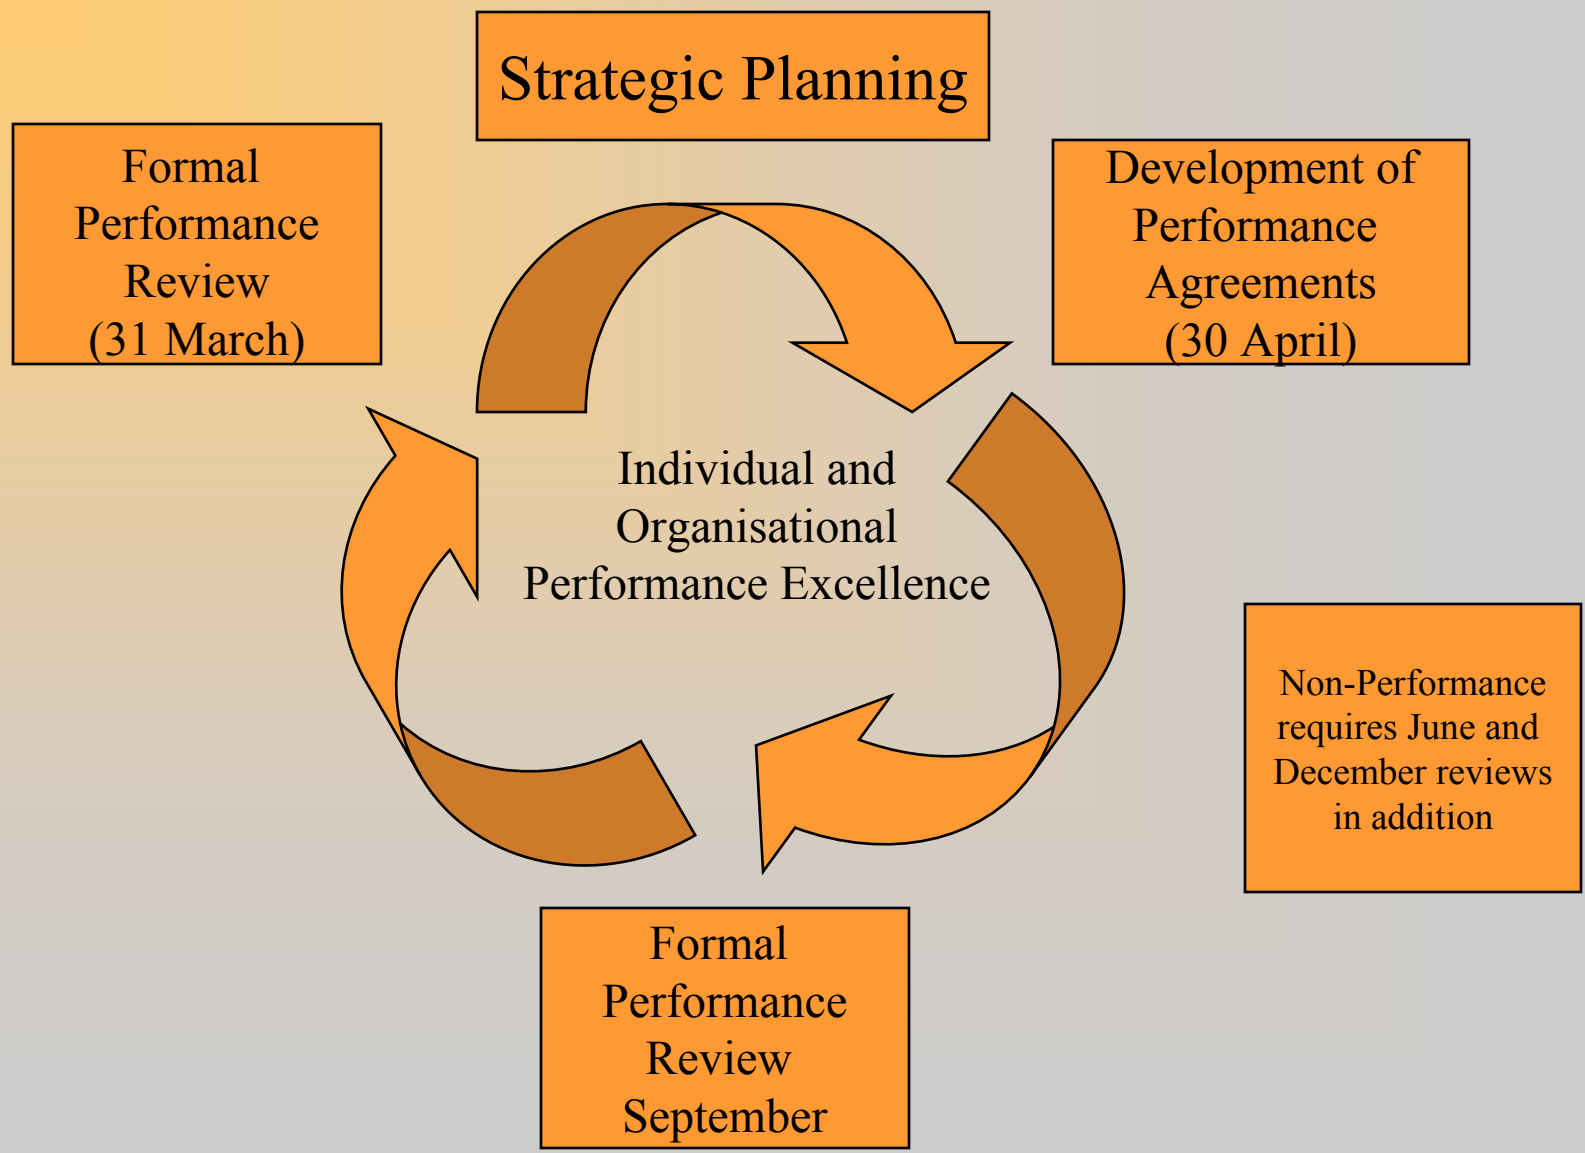 Strategic Planning
Formal
Performance
Review
(31 March)
Development of
Performance
Agreements
(30 April)
Individual and
Organisational
Performance Excellence
Non-Performance
requires June and
December reviews
in addition
Formal
Performance
Review
September